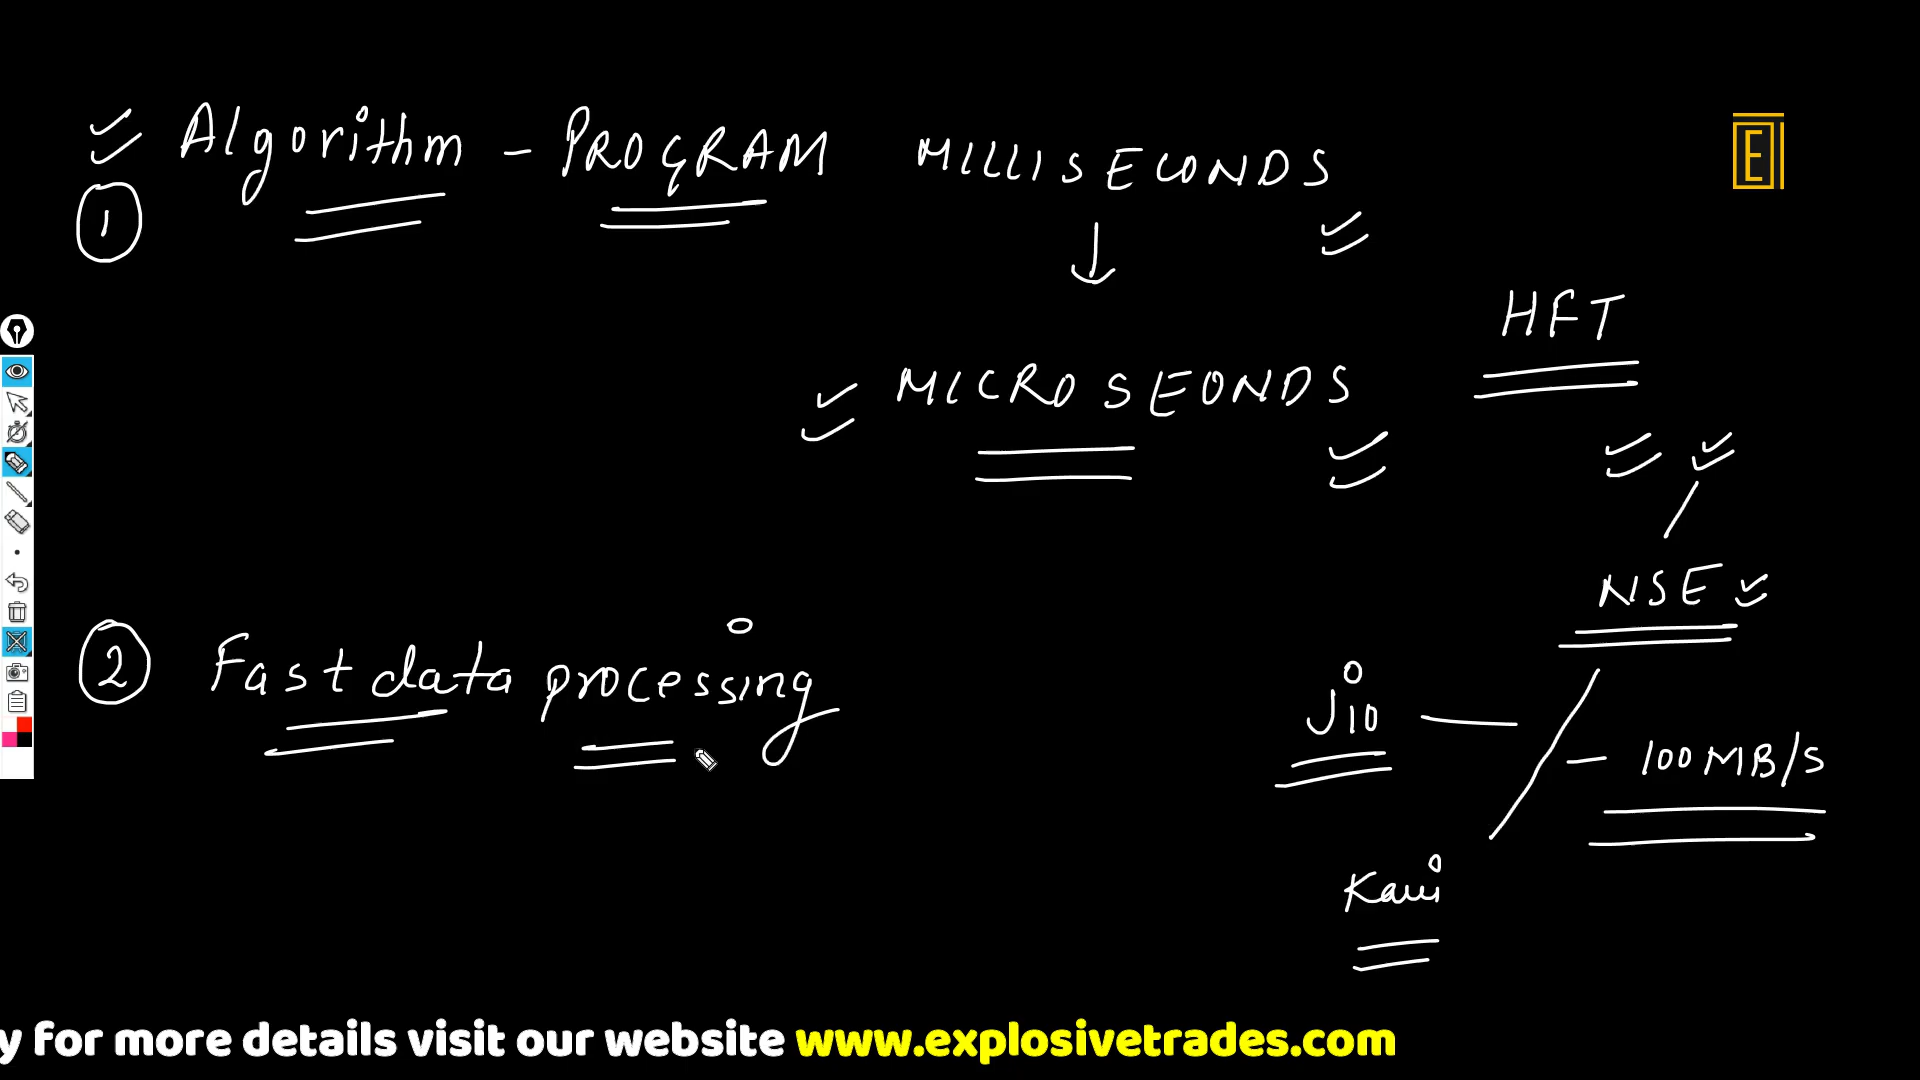 Algorithm - PROGRAM MILLISECONDS
1
HFT
MICROSEONDS
NSE
2 Fast data processing
Jio
- 100 MB/S
E
y for more details visit our website www.explosivetrades.com